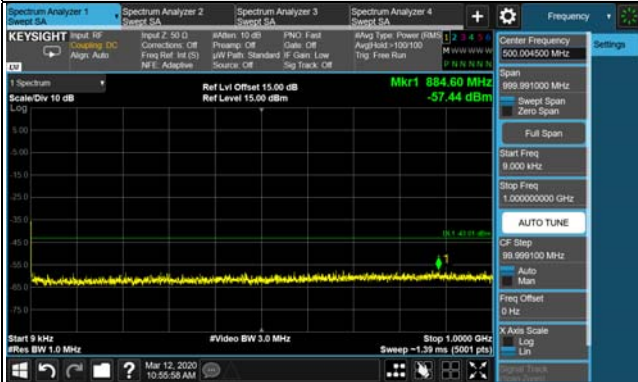 Spectrum Analyzer 1
Swept SA
Spectrum Analyzer 2
Swept SA
Spectrum Analyzer 3
Swept SA
Spectrum Analyzer 4
Swept SA
+
Frequency
KEYSIGHT
Input: RF
Coupling: DC
Align: Auto
Input Z: 50 Ω
Corrections: Off
Freq Ref: Int (S)
NFE: Adaptive
#Atten: 10 dB
Preamp: Off
µW Path: Standard
Source: Off
PNO: Fast
Gate: Off
IF Gain: Low
Sig Track: Off
#Avg Type: Power (RMS
Avg|Hold:>100/100
Trig: Free Run
1 2 3 4 5 6
M W W W W W
P N N N N N
LXI
1 Spectrum
Scale/Div 10 dB
Log
Ref Lvl Offset 15.00 dB
Ref Level 15.00 dBm
Mkr1 884.60 MHz
-57.44 dBm
5.00
-5.00
-15.0
-25.0
-35.0
-45.0
-55.0
-65.0
-75.0
1
Start 9 kHz
#Res BW 1.0 MHz
#Video BW 3.0 MHz
Stop 1.0000 GHz
Sweep ~1.39 ms (5001 pts)
Center Frequency
500.004500 MHz
Settings
Span
999.991000 MHz
Swept Span
Zero Span
Full Span
Start Freq
9.000 kHz
Stop Freq
1.000000000 GHz
AUTO TUNE
CF Step
99.999100 MHz
Auto
Man
Freq Offset
0 Hz
X Axis Scale
Log
Lin
Signal Track
?
Mar 12, 2020
10:55:58 AM